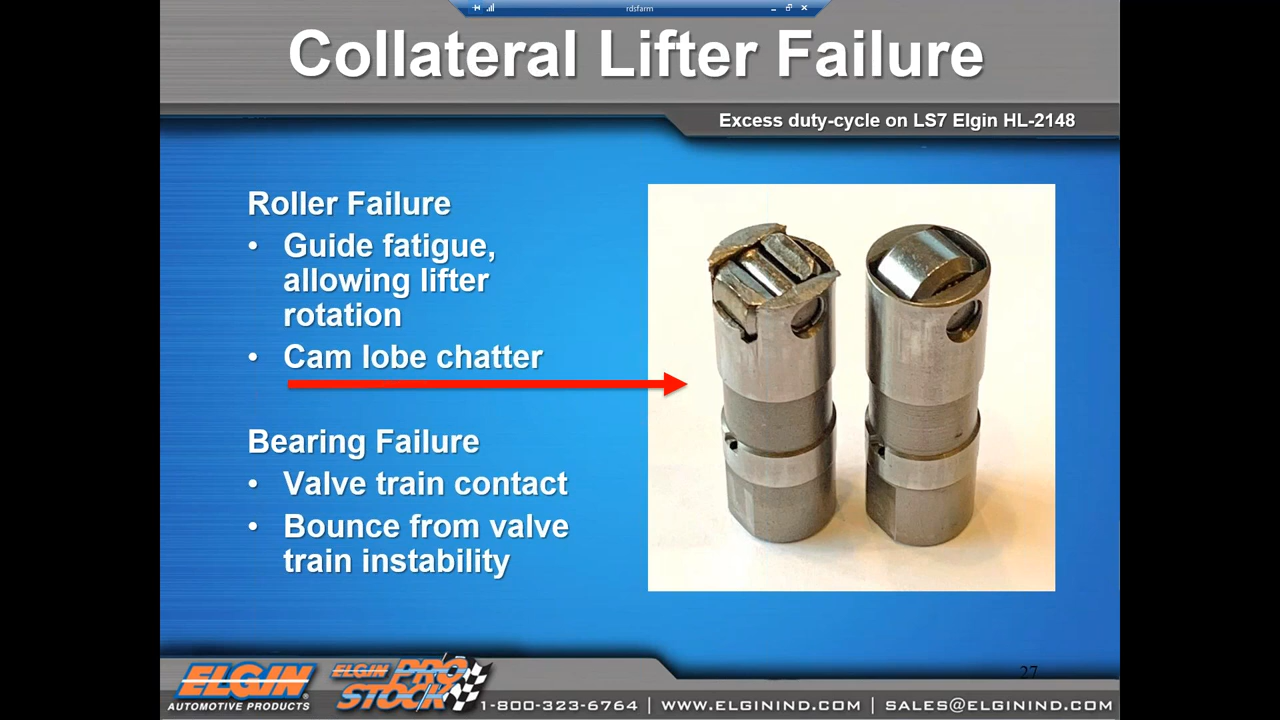 rdsfarm
Collateral Lifter Failure
Excess duty-cycle on LS7 Elgin HL-2148
Roller Failure
• Guide fatigue,
allowing lifter
rotation
• Cam lobe chatter
Bearing Failure
• Valve train contact
• Bounce from valve
train instability
27
ELGIN
AUTOMOTIVE PRODUCTS
ELGIN PRO
STOCK
1-800-323-6764 | WWW.ELGININD.COM | SALES@ELGININD.COM